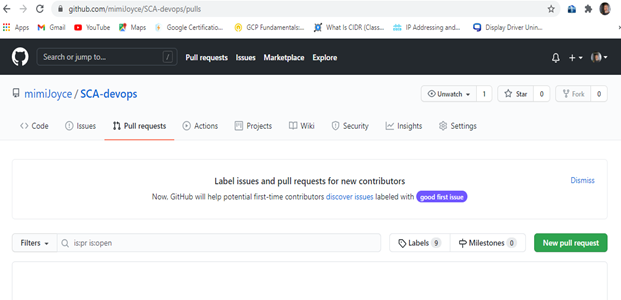 github.com/mimiJoyce/SCA-devops/pulls
Apps Gmail YouTube Maps Google Certificatio... GCP Fundamentals:... What Is CIDR (Class... IP Addressing and... Display Driver Unin...
Search or jump to... / Pull requests Issues Marketplace Explore
mimiJoyce / SCA-devops Unwatch 1 Star 0 Fork 0
Code Issues Pull requests Actions Projects Wiki Security Insights Settings
Label issues and pull requests for new contributors Dismiss
Now, GitHub will help potential first-time contributors discover issues labeled with good first issue
Filters is:pr is:open Labels 9 Milestones 0 New pull request